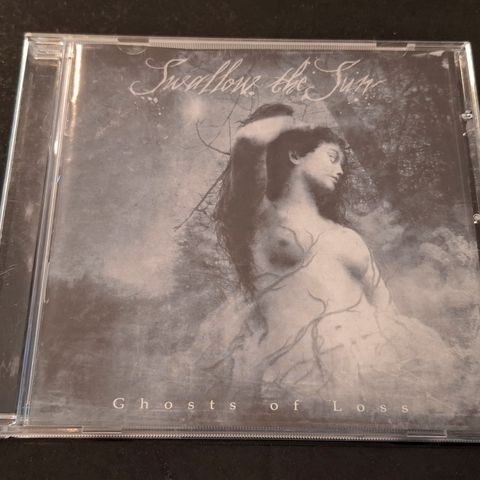 Swallow the Sun
Ghosts of Loss